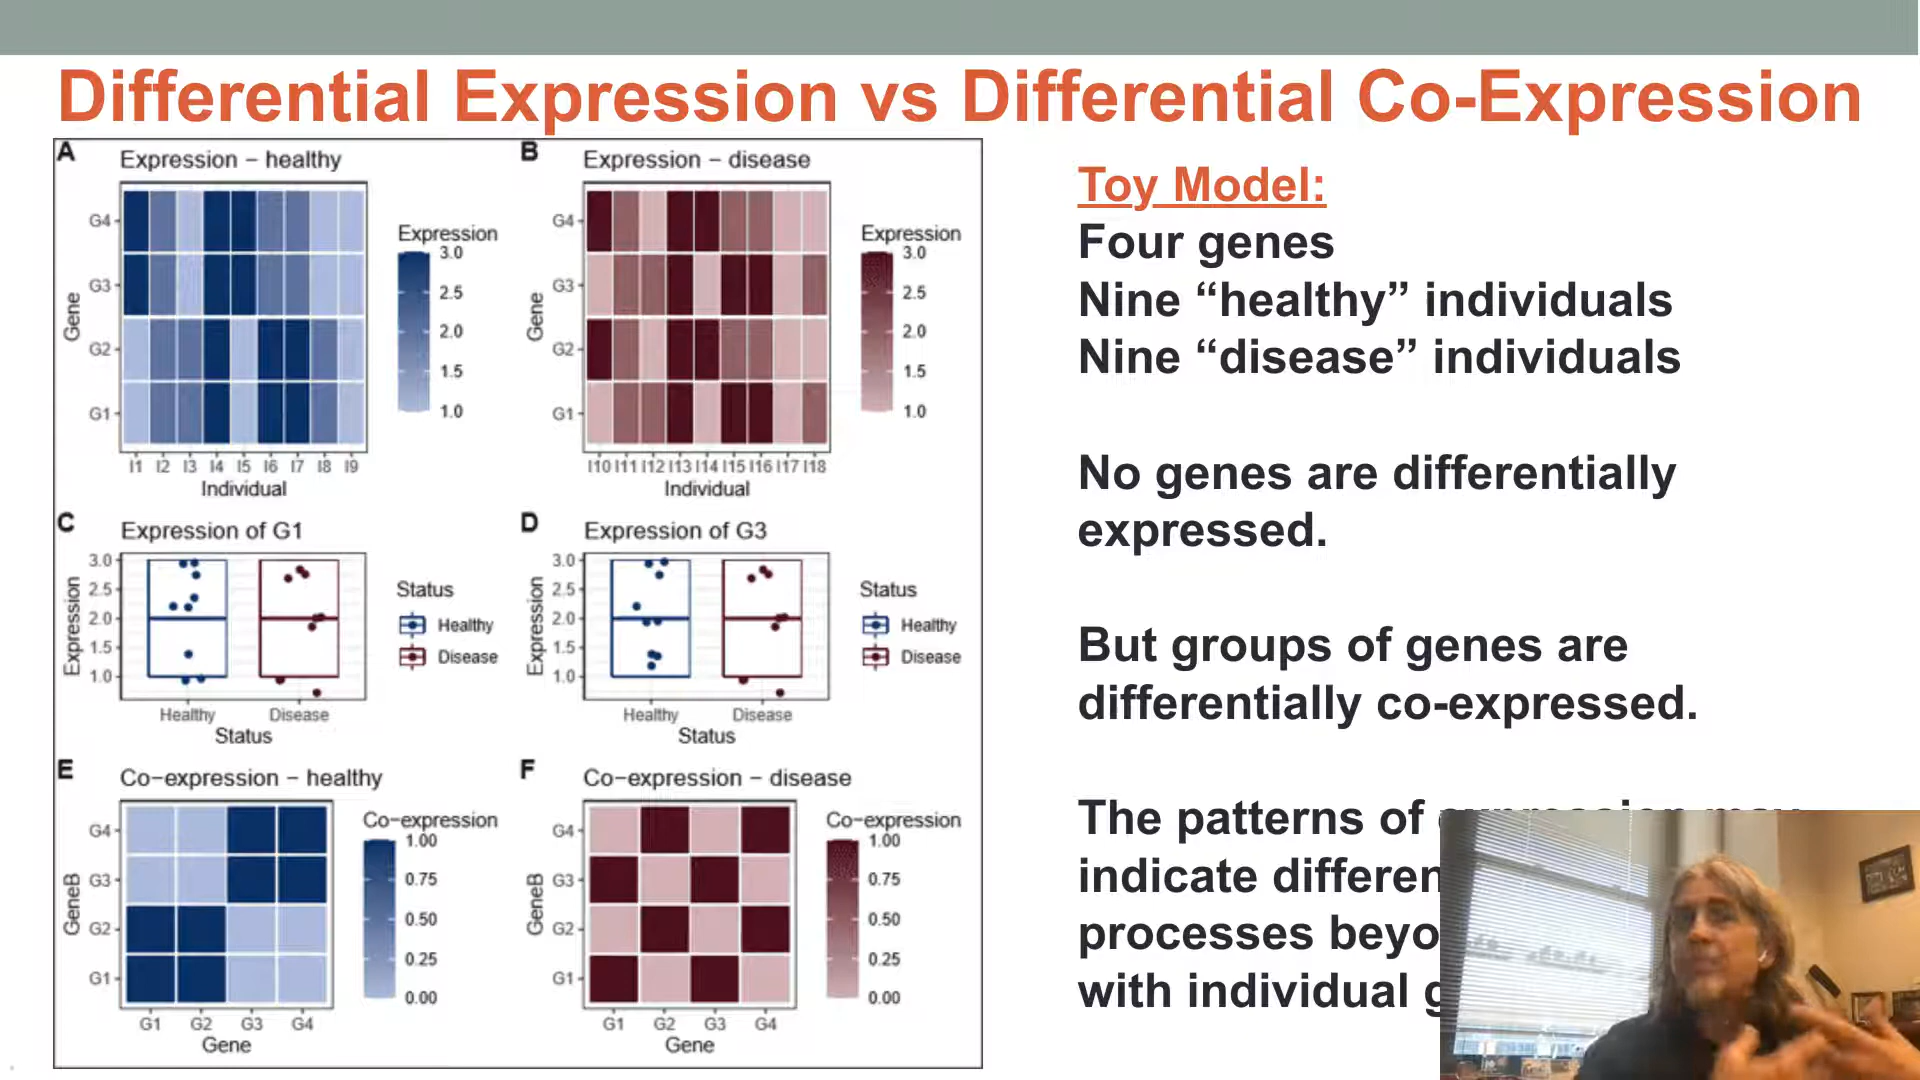 Differential Expression vs Differential Co-Expression
A
Expression – healthy
G4
G3
G2
G1
Gene
I1 I2 I3 I4 I5 I6 I7 I8 I9
Individual
Expression
3.0
2.5
2.0
1.5
1.0
B
Expression – disease
G4
G3
G2
G1
Gene
I10 I11 I12 I13 I14 I15 I16 I17 I18
Individual
Expression
3.0
2.5
2.0
1.5
1.0
C
Expression of G1
3.0
2.5
2.0
1.5
1.0
Expression
Healthy Disease
Status
Status
Healthy
Disease
D
Expression of G3
3.0
2.5
2.0
1.5
1.0
Expression
Healthy Disease
Status
Status
Healthy
Disease
E
Co–expression – healthy
G4
G3
G2
G1
GeneB
G1 G2 G3 G4
Gene
Co–expression
1.00
0.75
0.50
0.25
0.00
F
Co–expression – disease
G4
G3
G2
G1
GeneB
G1 G2 G3 G4
Gene
Co–expression
1.00
0.75
0.50
0.25
0.00
Toy Model:
Four genes
Nine “healthy” individuals
Nine “disease” individuals
No genes are differentially
expressed.
But groups of genes are
differentially co-expressed.
The patterns of expression may
indicate
processes
with individual